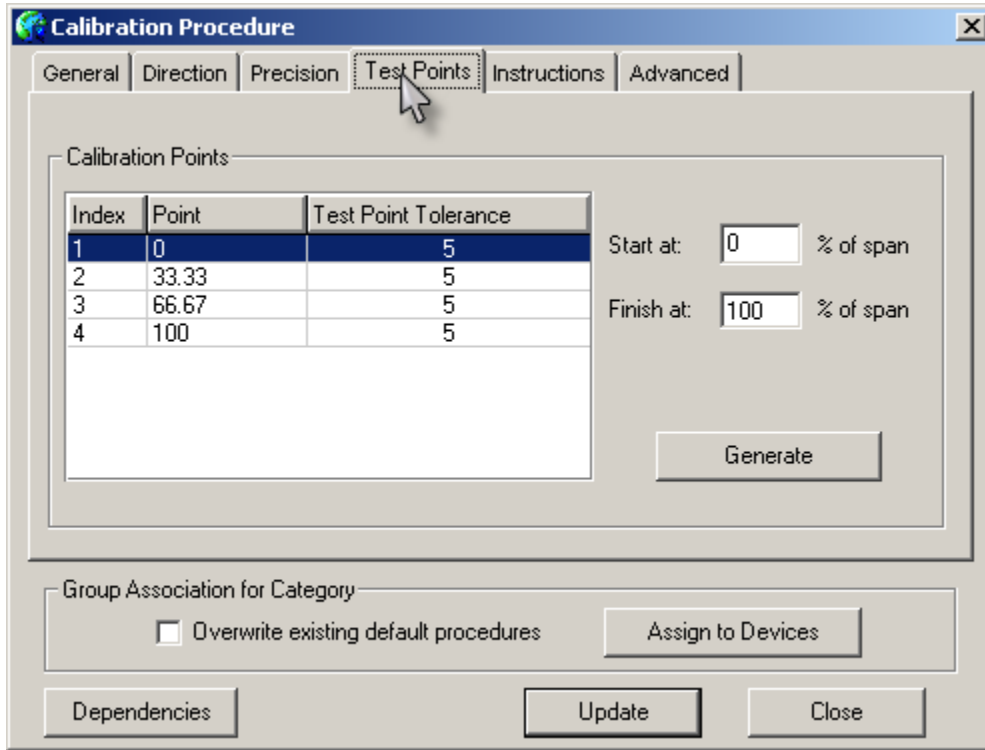 Calibration Procedure
General Direction Precision Test Points Instructions Advanced
Calibration Points
Index Point Test Point Tolerance
1 0 5
2 33.33 5
3 66.67 5
4 100 5
Start at: 0 % of span
Finish at: 100 % of span
Generate
Group Association for Category
Overwrite existing default procedures
Assign to Devices
Dependencies Update Close